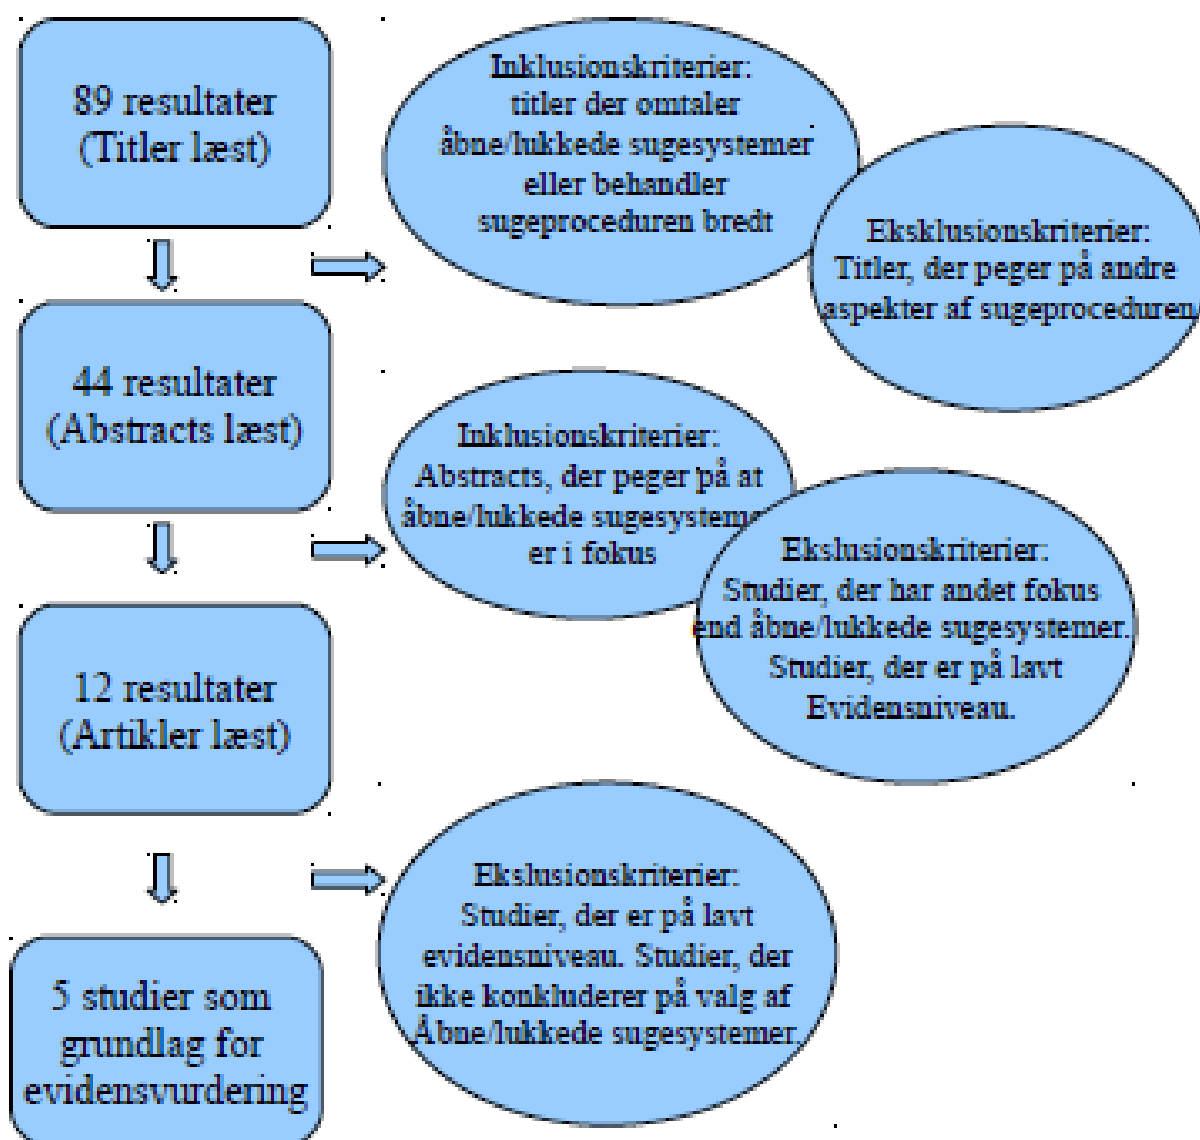 89 resultater
(Titler læst)
Inklusionskriterier:
titler der omtaler
åbne/lukkede sugesystemer
eller behandler
sugeproceduren bredt
Eksklusionskriterier:
Titler, der peger på andre
aspekter af sugeproceduren
44 resultater
(Abstracts læst)
Inklusionskriterier:
Abstracts, der peger på at
åbne/lukkede sugesysteme
er i fokus
Ekslusionskriterier:
Studier, der har andet fokus
end åbne/lukkede sugesystemer.
Studier, der er på lavt
Evidensniveau.
12 resultater
(Artikler læst)
Ekslusionskriterier:
Studier, der er på lavt
evidensniveau. Studier, der
ikke konkluderer på valg af
Åbne/lukkede sugesystemer.
5 studier som
grundlag for
evidensvurdering